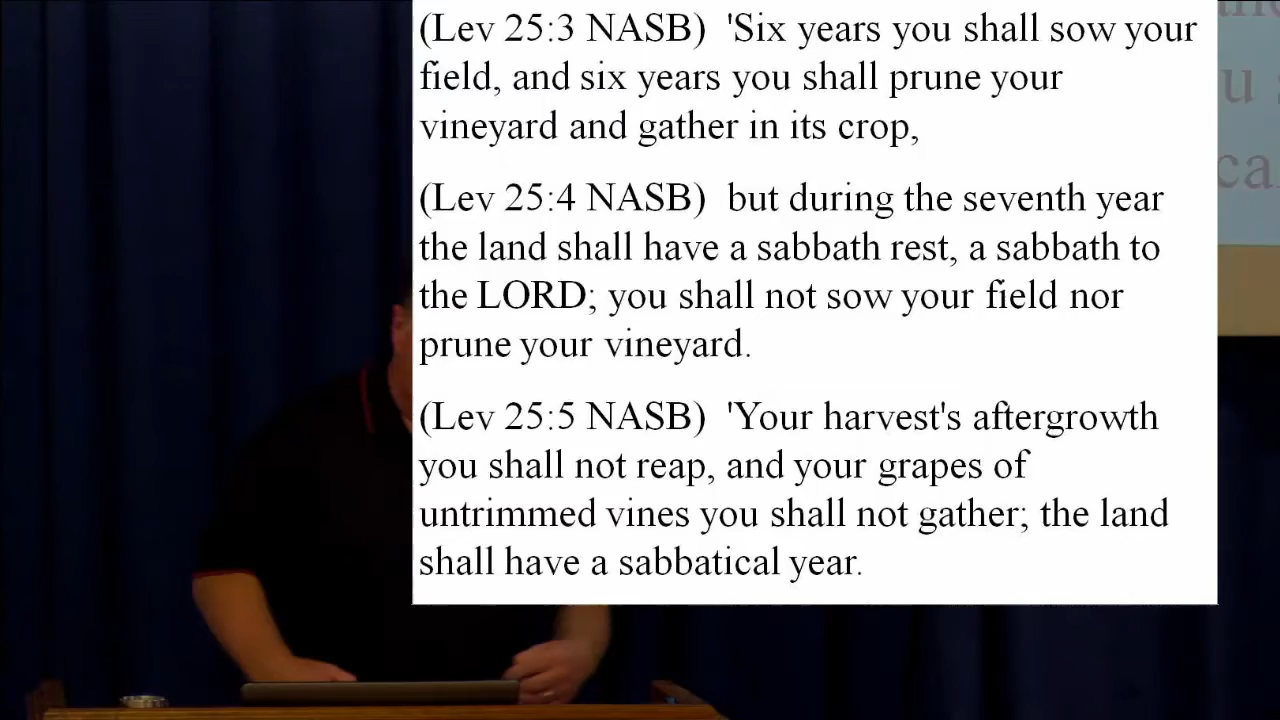 (Lev 25:3 NASB) 'Six years you shall sow your
field, and six years you shall prune your
vineyard and gather in its crop,
(Lev 25:4 NASB) but during the seventh year
the land shall have a sabbath rest, a sabbath to
the LORD; you shall not sow your field nor
prune your vineyard.
(Lev 25:5 NASB) 'Your harvest's aftergrowth
you shall not reap, and your grapes of
untrimmed vines you shall not gather; the land
shall have a sabbatical year.